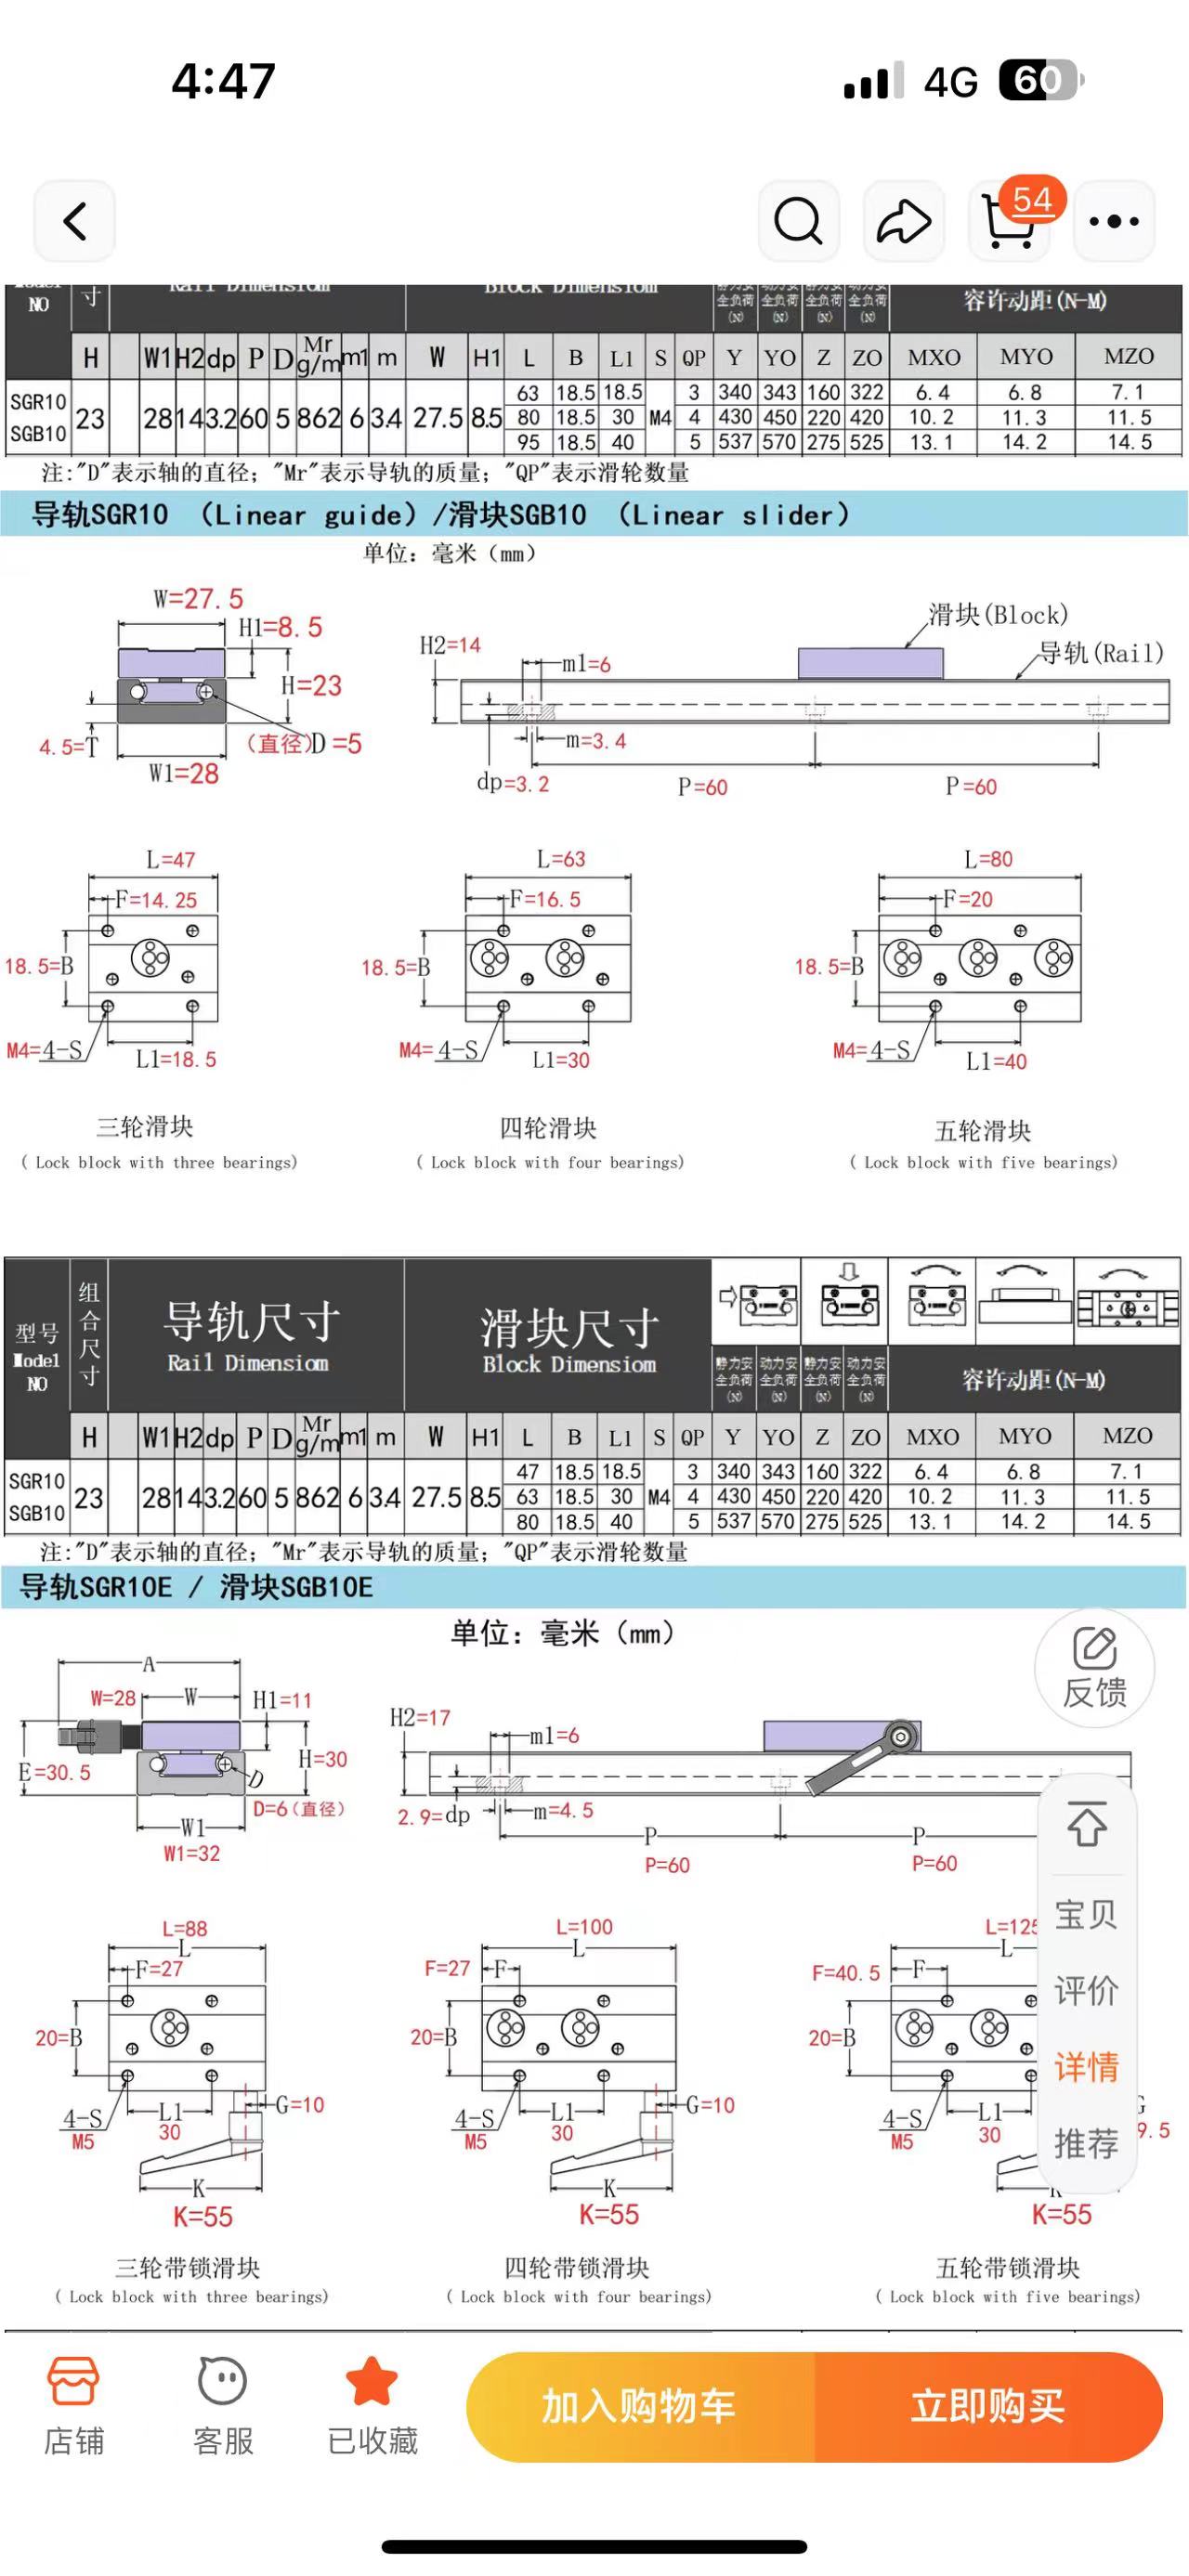 4:47
4G
60
54
NO
寸
全负荷 全负荷 全负荷 全负荷
(N) (N) (N) (N)
容许动距(N-M)
H W1 H2 dp P D Mr g/m m1 m W H1 L B L1 S QP Y YO Z ZO MXO MYO MZO
63 18.5 18.5 3 340 343 160 322 6.4 6.8 7.1
SGR10 SGB10 23 28 14 3.2 60 5 862 6 3.4 27.5 8.5 80 18.5 30 M4 4 430 450 220 420 10.2 11.3 11.5
95 18.5 40 5 537 570 275 525 13.1 14.2 14.5
注:"D"表示轴的直径；"Mr"表示导轨的质量；"QP"表示滑轮数量
导轨SGR10 （Linear guide）/滑块SGB10 （Linear slider）
单位：毫米（mm）
W=27.5
H1=8.5
H=23
4.5=T
(直径)D=5
W1=28
H2=14
m1=6
滑块(Block)
导轨(Rail)
m=3.4
dp=3.2
P=60
P=60
L=47
F=14.25
18.5=B
M4=4-S
L1=18.5
L=63
F=16.5
18.5=B
M4=4-S
L1=30
L=80
F=20
18.5=B
M4=4-S
L1=40
三轮滑块
( Lock block with three bearings)
四轮滑块
( Lock block with four bearings)
五轮滑块
( Lock block with five bearings)
型号
Model
NO
组合尺寸
导轨尺寸
Rail Dimensiom
滑块尺寸
Block Dimensiom
静力安 动力安 静力安 动力安
全负荷 全负荷 全负荷 全负荷
(N) (N) (N) (N)
容许动距(N-M)
H W1 H2 dp P D Mr g/m m1 m W H1 L B L1 S QP Y YO Z ZO MXO MYO MZO
47 18.5 18.5 3 340 343 160 322 6.4 6.8 7.1
SGR10 SGB10 23 28 14 3.2 60 5 862 6 3.4 27.5 8.5 63 18.5 30 M4 4 430 450 220 420 10.2 11.3 11.5
80 18.5 40 5 537 570 275 525 13.1 14.2 14.5
注:"D"表示轴的直径；"Mr"表示导轨的质量；"QP"表示滑轮数量
导轨SGR10E / 滑块SGB10E
单位：毫米（mm）
A
W=28
W
H1=11
E=30.5
H=30
D
D=6(直径)
W1
W1=32
H2=17
m1=6
2.9=dp
m=4.5
P
P
P=60
P=60
反馈
宝贝
评价
详情
推荐
L=88
L
F=27
20=B
4-S
M5
L1
30
G=10
K
K=55
L=100
L
F=27
F
20=B
4-S
M5
L1
30
G=10
K
K=55
L=125
L
F=40.5
F
20=B
4-S
M5
L1
30
9.5
K=55
三轮带锁滑块
( Lock block with three bearings)
四轮带锁滑块
( Lock block with four bearings)
五轮带锁滑块
( Lock block with five bearings)
店铺
客服
已收藏
加入购物车
立即购买